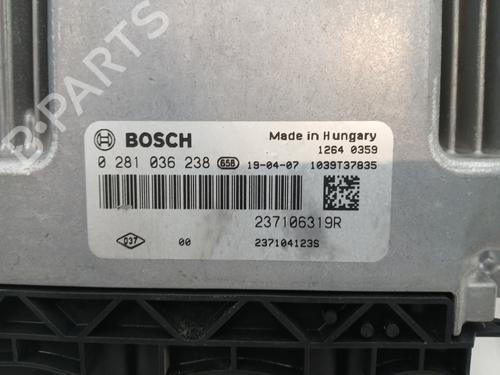 B-PARTS
BOSCH
Made in Hungary
1264 0359
0 281 036 238 658 19-04-07 1039T37835
237106319R
037 00 237104123S